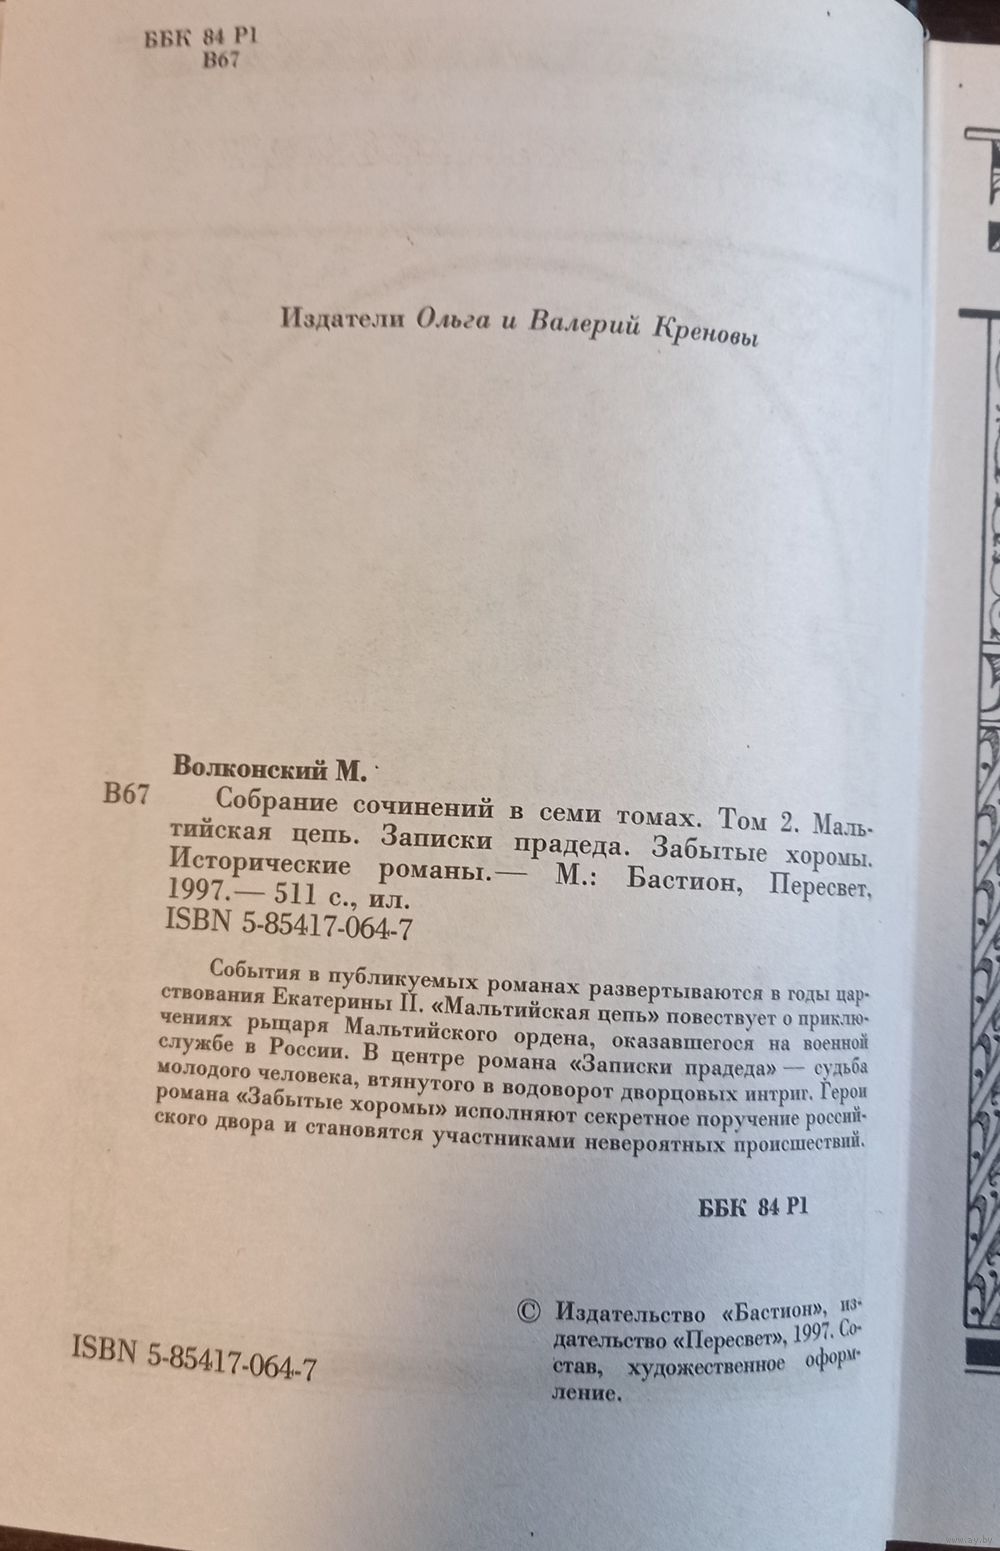 ББК 84 Р1
В67
Издатели Ольга и Валерий Креновы
Волконский М.
В67 Собрание сочинений в семи томах. Том 2. Маль-
тийская цепь. Записки прадеда. Забытые хоромы.
Исторические романы.— М.: Бастион, Пересвет,
1997.— 511 с., ил.
ISBN 5-85417-064-7
События в публикуемых романах развертываются в годы цар-
ствования Екатерины II. «Мальтийская цепь» повествует о приклю-
чениях рыцаря Мальтийского ордена, оказавшегося на военной
службе в России. В центре романа «Записки прадеда» — судьба
молодого человека, втянутого в водоворот дворцовых интриг. Герои
романа «Забытые хоромы» исполняют секретное поручение россий-
ского двора и становятся участниками невероятных происшествий.
ББК 84 Р1
© Издательство «Бастион», из-
дательство «Пересвет», 1997. Со-
став, художественное оформ-
ление.
ISBN 5-85417-064-7
www.ay.by